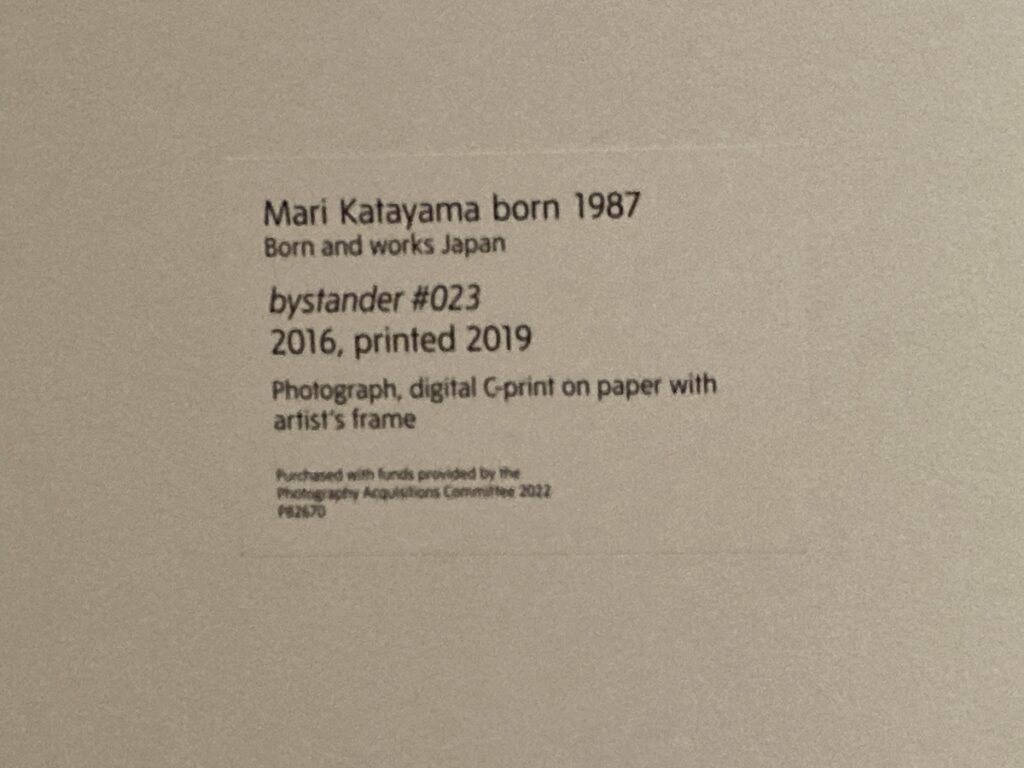 Mari Katayama born 1987
Born and works Japan
bystander #023
2016, printed 2019
Photograph, digital C-print on paper with
artist's frame
Purchased with funds provided by the
Photography Acquisitions Committee 2022
P82670